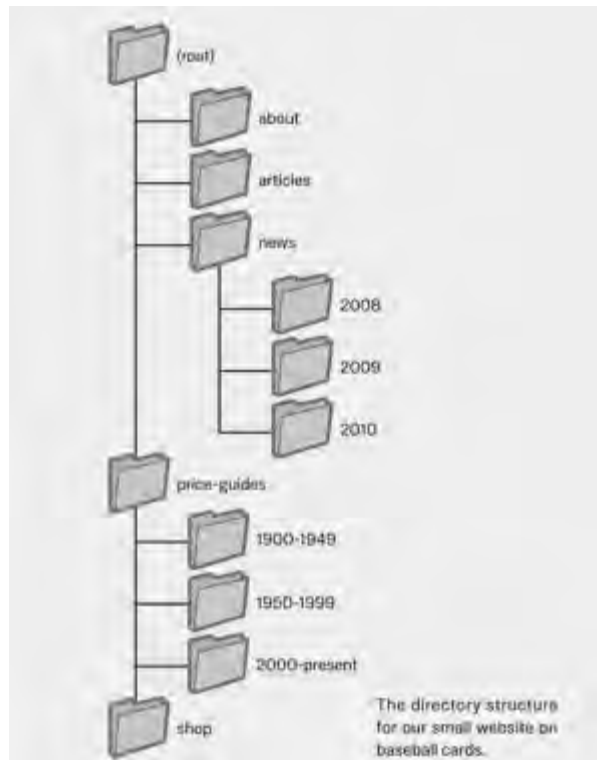 (root)
about
articles
news
2008
2009
2010
price-guides
1900-1949
1950-1999
2000-present
shop
The directory structure
for our small website on
baseball cards.